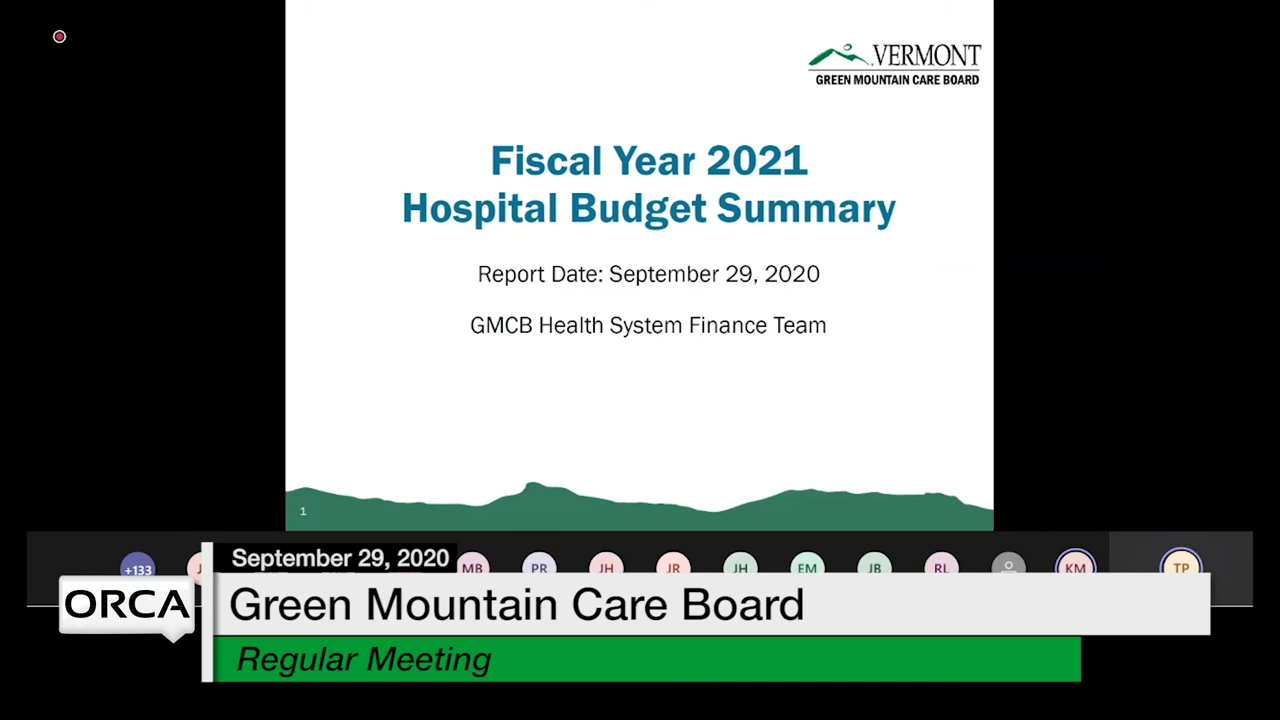 VERMONT
GREEN MOUNTAIN CARE BOARD
Fiscal Year 2021
Hospital Budget Summary
Report Date: September 29, 2020
GMCB Health System Finance Team
1
+133
J
MB
PR
JH
JR
JH
EM
JB
RL
KM
TP
September 29, 2020
ORCA
Green Mountain Care Board
Regular Meeting